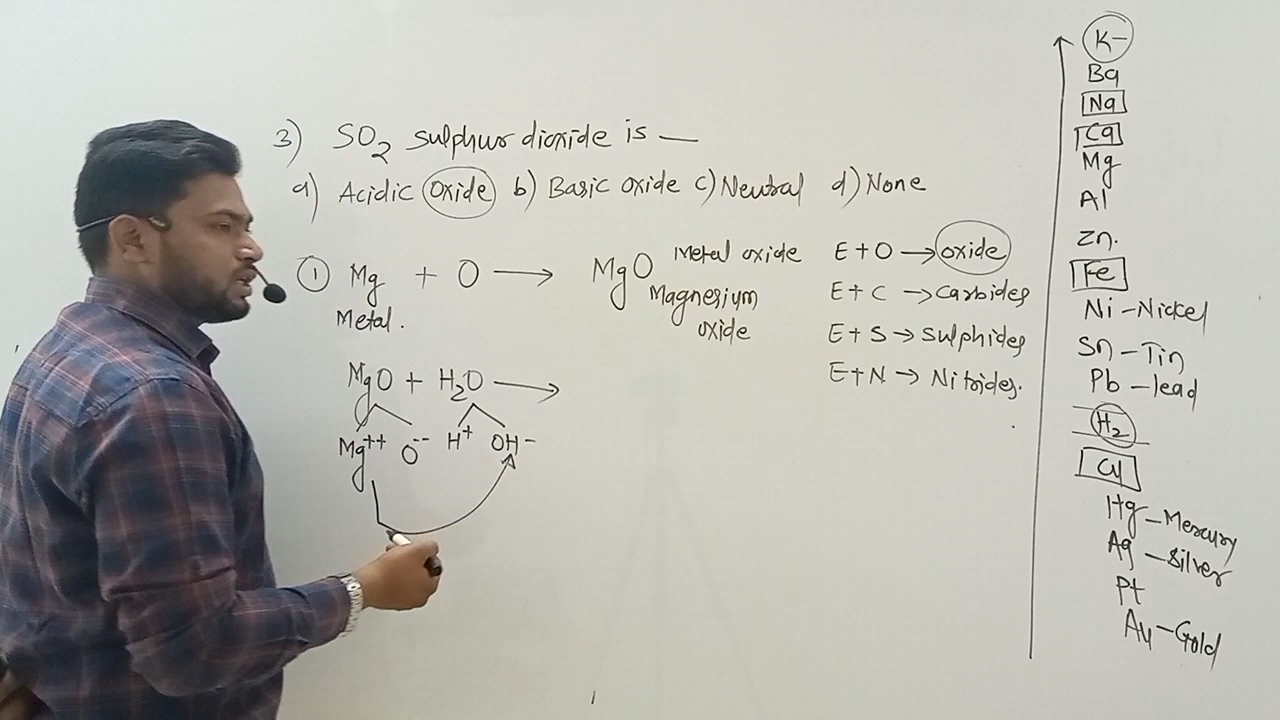 3) SO2 sulphur dioxide is —
a) Acidic Oxide b) Basic oxide c) Neutral d) None
① Mg + O → MgO Metal oxide
Metal. Magnesium
oxide
MgO + H2O →
Mg++ O-- H+ OH-
E + O → oxide
E + C → Carbides
E + S → Sulphides
E + N → Nitrides.
K-
Ba
Na
Ca
Mg
Al
Zn.
Fe
Ni - Nickel
Sn - Tin
Pb - lead
H2
Cu
Hg - Mercury
Ag - Silver
Pt
Au - Gold